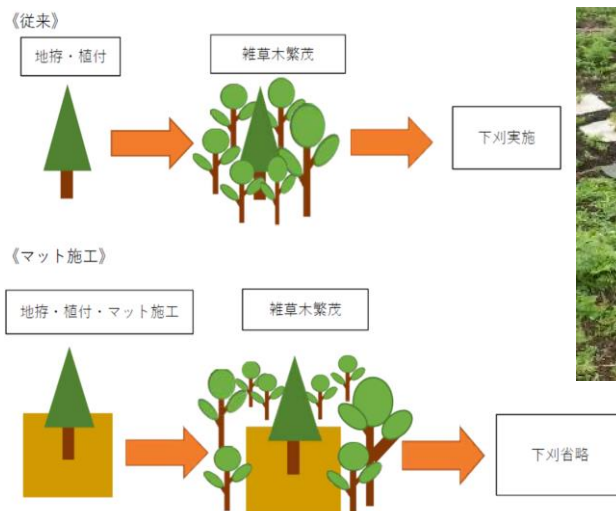 《従来》
地拵・植付
雑草木繁茂
下刈実施
《マット施工》
地拵・植付・マット施工
雑草木繁茂
下刈省略